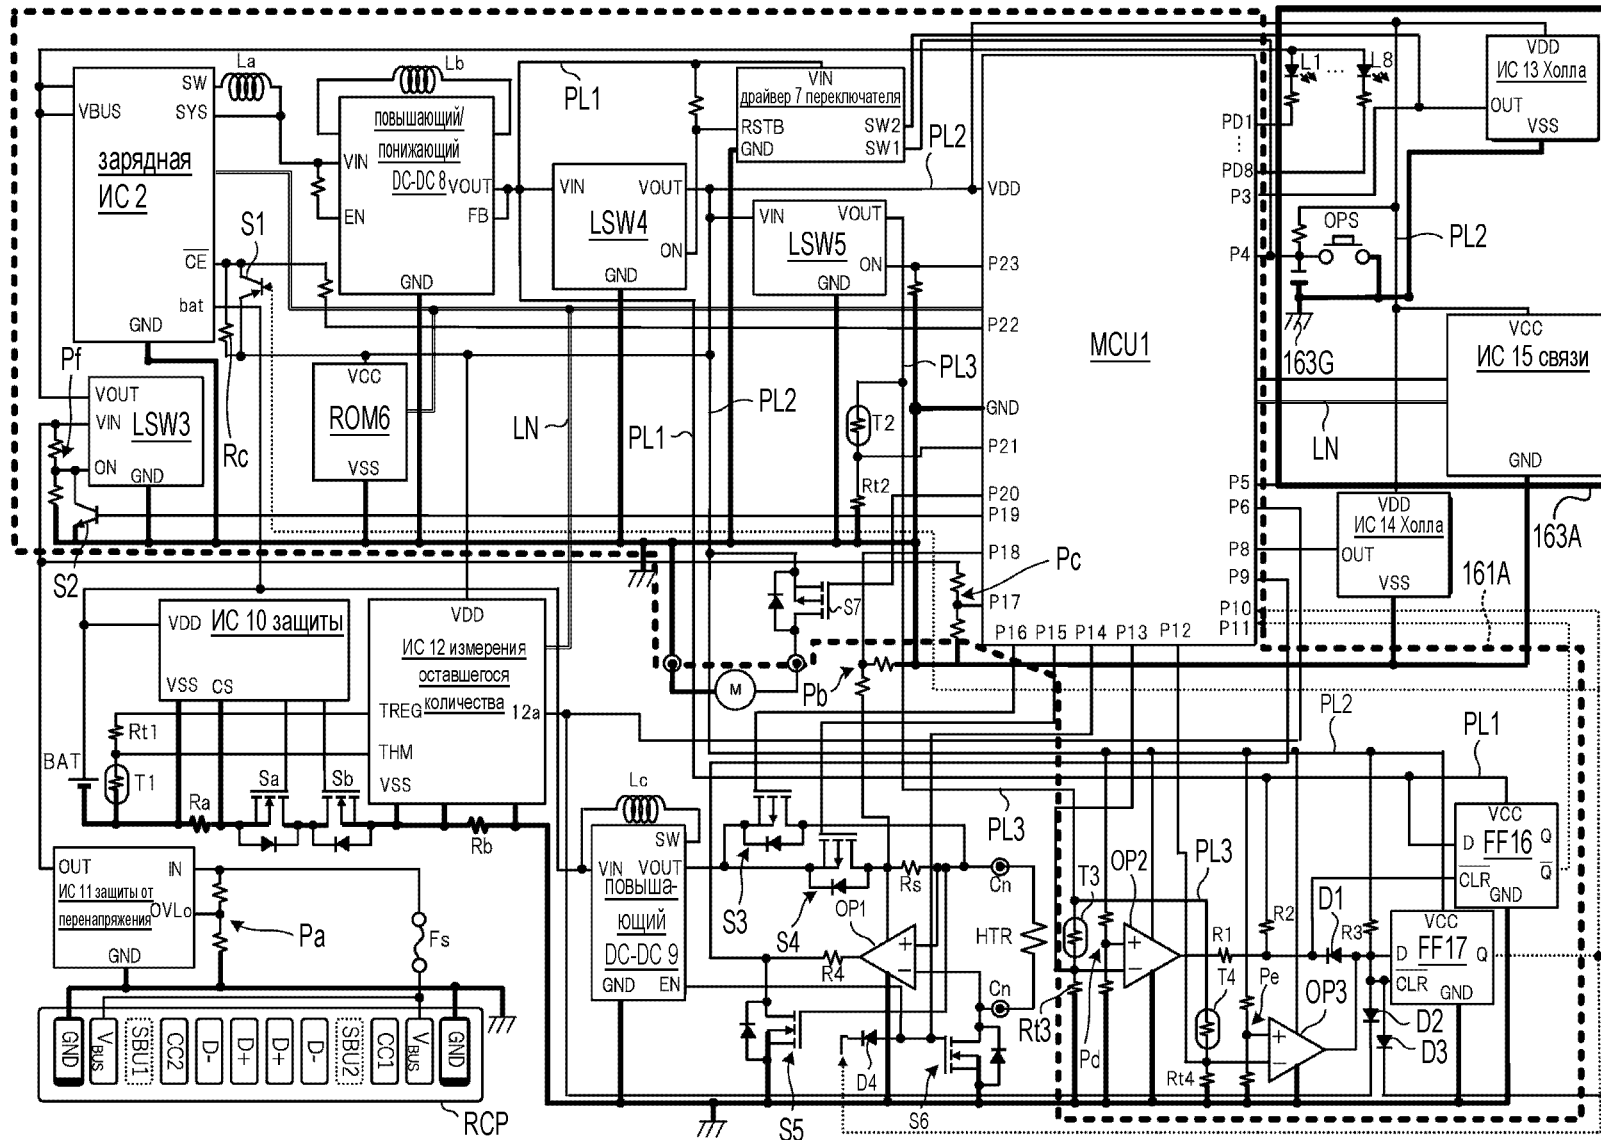 La
Lb
SW
SYS
VBUS
зарядная
ИС 2
CE
bat
GND
S1
повышающий/
понижающий
DC-DC 8
VIN
EN
VOUT
FB
GND
PL1
VIN
драйвер 7 переключателя
RSTB
GND
SW2
SW1
VIN
VOUT
LSW4
ON
GND
PL2
VIN
VOUT
LSW5
ON
GND
VDD
P23
P22
MCU1
GND
P21
P20
P19
P18
P17
P16 P15 P14 P13 P12
PD1
PD8
P3
P4
P5
P6
P8
P9
P10
P11
L1
...
L8
VDD
ИС 13 Холла
OUT
VSS
OPS
PL2
163G
VCC
ИС 15 связи
GND
LN
163A
VDD
ИС 14 Холла
OUT
VSS
161A
Pf
VOUT
VIN
LSW3
ON
GND
Rc
S2
VCC
ROM6
VSS
LN
PL1
PL2
PL3
T2
Rt2
Pc
S7
Pb
M
VDD
ИС 10 защиты
VSS
CS
VDD
ИС 12 измерения
оставшегося
количества
TREG
12a
THM
VSS
Rt1
T1
BAT
Sa
Sb
Ra
Rb
OUT
IN
ИС 11 защиты от
перенапряжения
OVLo
GND
Pa
Fs
GND
VBUS
SBU1
CC2
D-
D+
D+
D-
SBU2
CC1
VBUS
GND
RCP
Lc
SW
VIN
VOUT
повыша-
ющий
DC-DC 9
GND
EN
S3
S4
OP1
Rs
R4
Cn
HTR
Cn
S5
D4
S6
PL3
T3
OP2
PL3
Rt3
Pd
R1
R2
T4
Pe
Rt4
OP3
D1
R3
D2
D3
PL2
PL1
VCC
D
Q
FF16
CLR
Q
GND
VCC
D
FF17
Q
CLR
GND